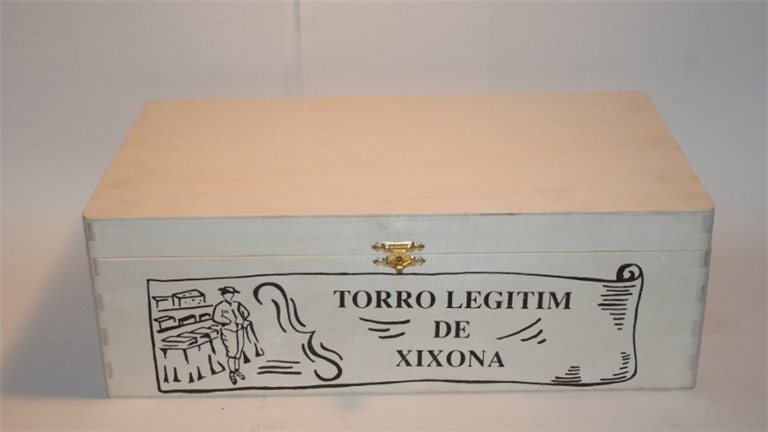 TORRO LEGITIM
DE
XIXONA